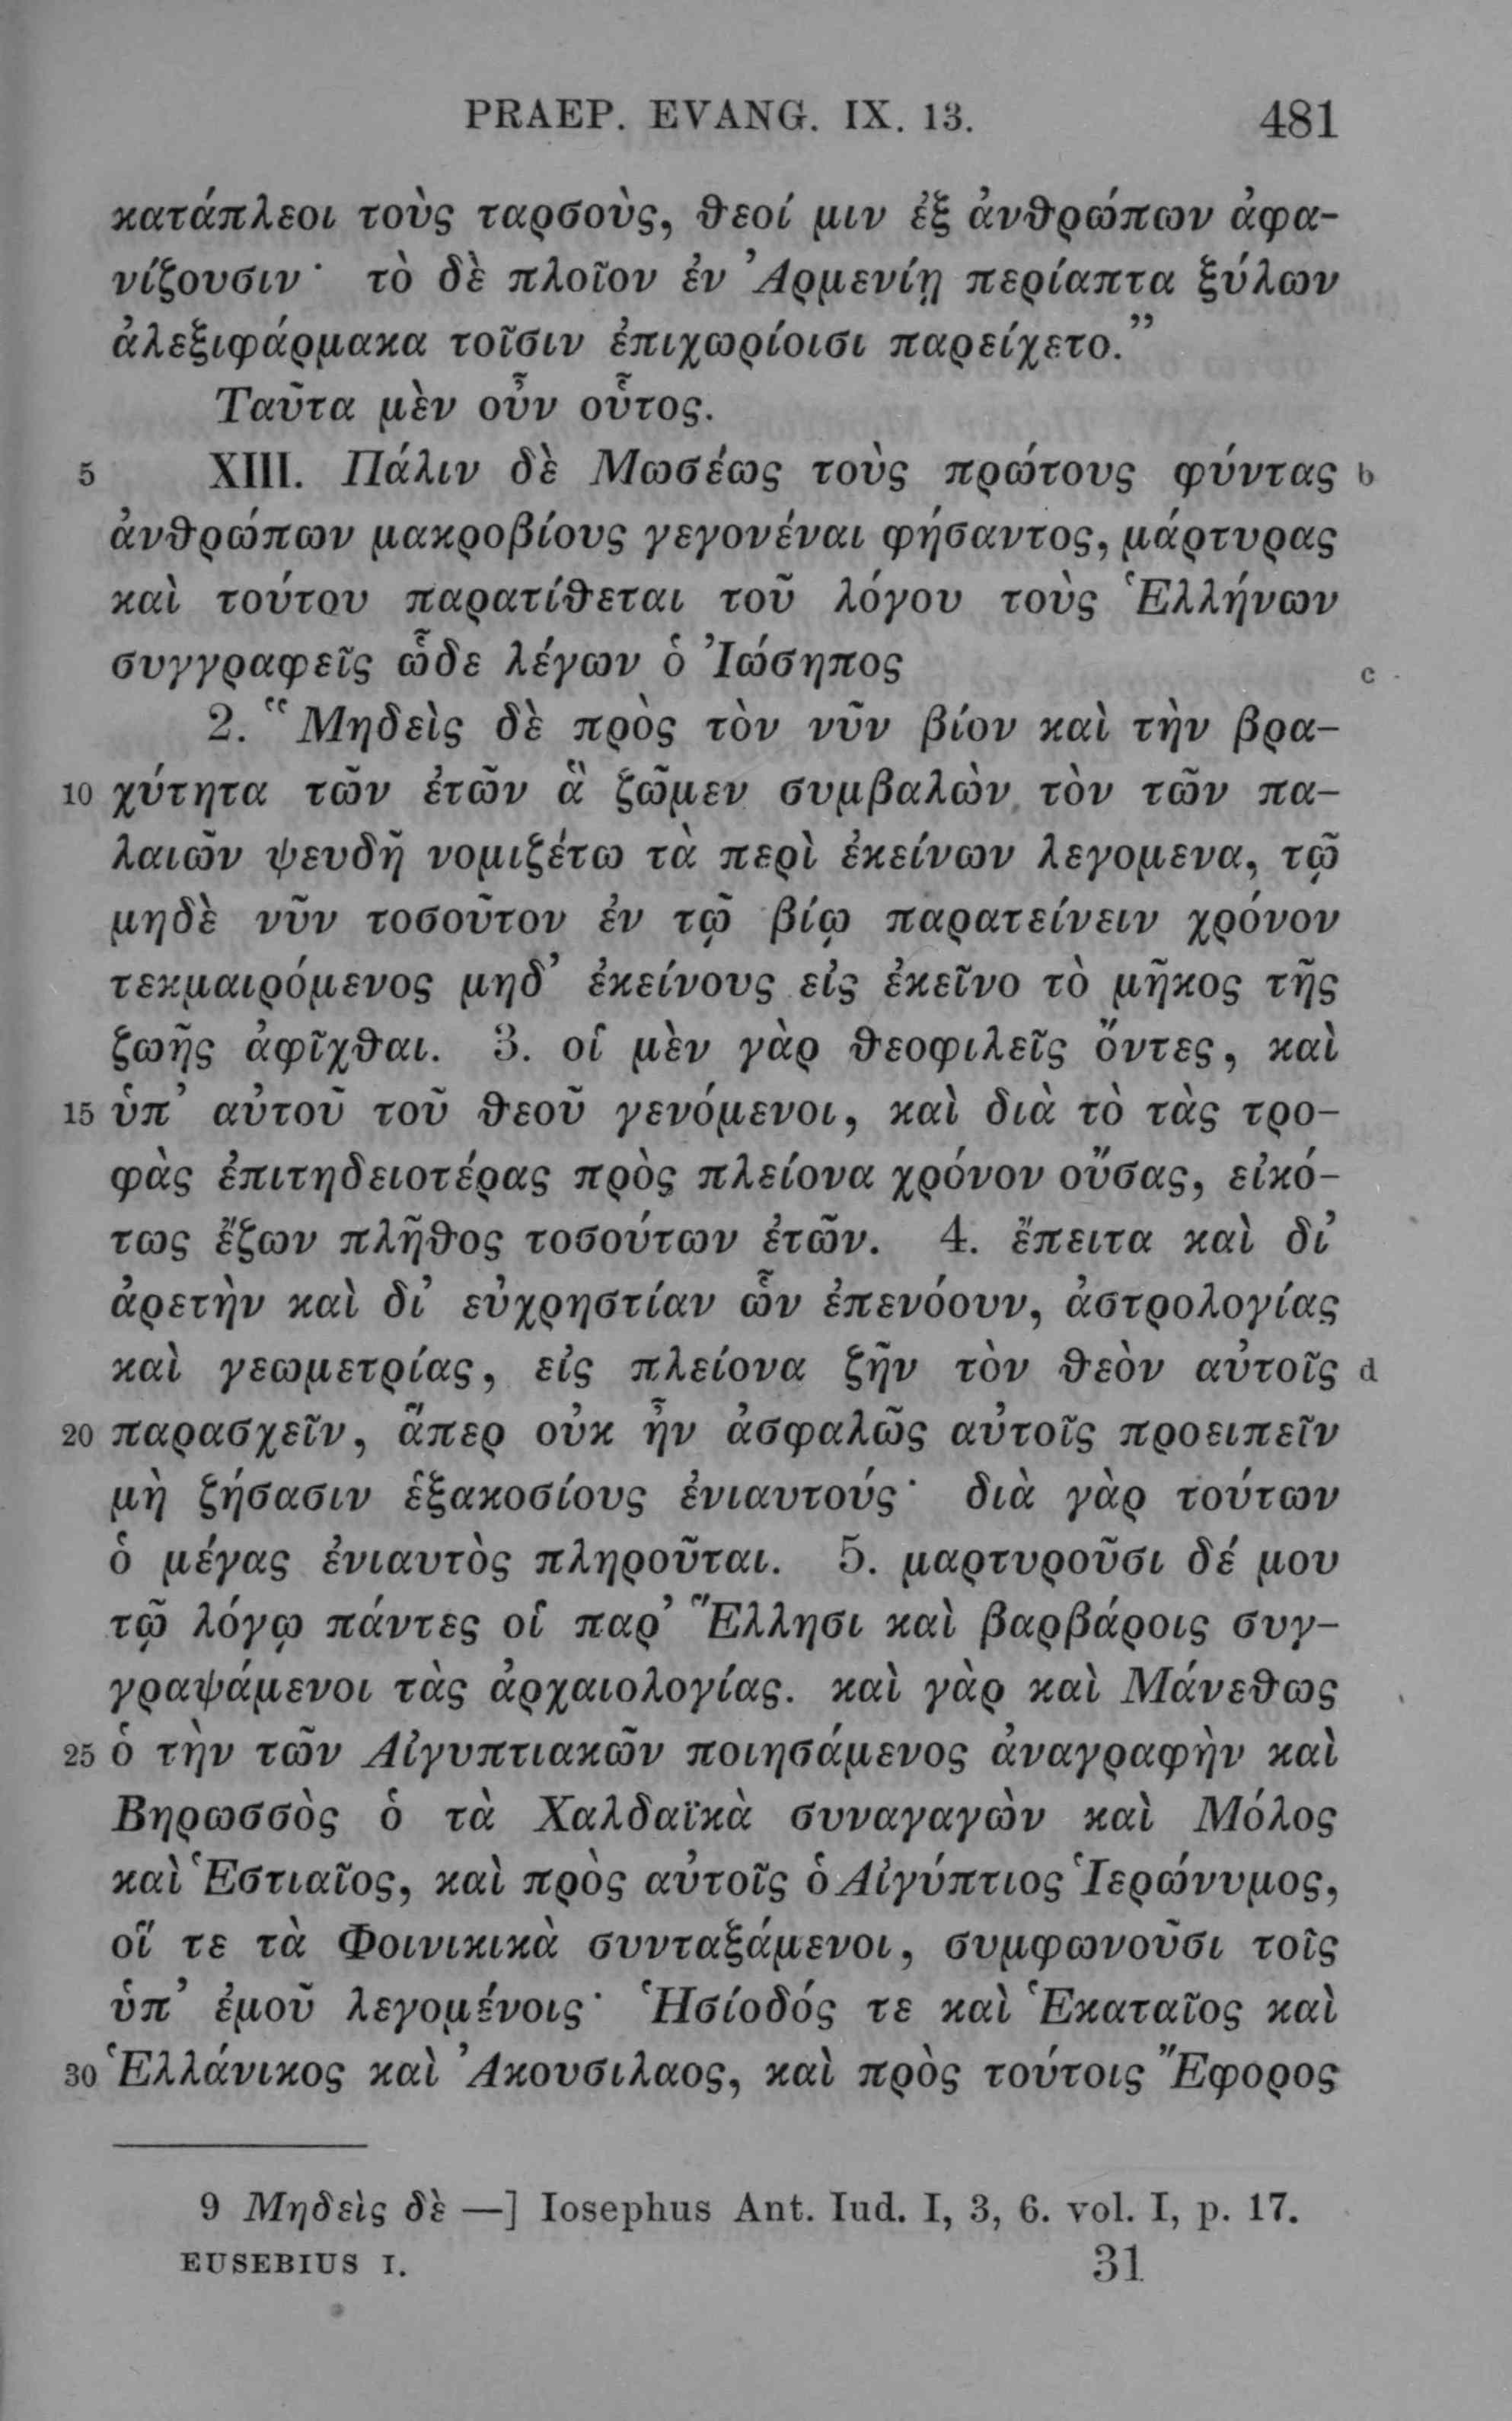 PRAEP. EVANG. IX. 13. 481
κατάπλεοι τοὺς ταρσοὺς, θεοί μιν ἐξ ἀνθρώπων ἀφα-
νίζουσιν· τὸ δὲ πλοῖον ἐν Ἀρμενίῃ περίαπτα ξύλων
ἀλεξιφάρμακα τοῖσιν ἐπιχωρίοισι παρείχετο.”
Ταῦτα μὲν οὖν οὗτος.
5 XIII. Πάλιν δὲ Μωσέως τοὺς πρώτους φύντας b
ἀνθρώπων μακροβίους γεγονέναι φήσαντος, μάρτυρας
καὶ τούτου παρατίθεται τοῦ λόγου τοὺς Ἑλλήνων
συγγραφεῖς ὧδε λέγων ὁ Ἰώσηπος c
2. “Μηδεὶς δὲ πρὸς τὸν νῦν βίον καὶ τὴν βρα-
10 χύτητα τῶν ἐτῶν ἃ ζῶμεν συμβαλὼν τὸν τῶν πα-
λαιῶν ψευδῆ νομιζέτω τὰ περὶ ἐκείνων λεγομενα, τῷ
μηδὲ νῦν τοσοῦτον ἐν τῷ βίῳ παρατείνειν χρόνον
τεκμαιρόμενος μηδ’ ἐκείνους εἰς ἐκεῖνο τὸ μῆκος τῆς
ζωῆς ἀφῖχθαι. 3. οἱ μὲν γὰρ θεοφιλεῖς ὄντες, καὶ
15 ὑπ’ αὐτοῦ τοῦ θεοῦ γενόμενοι, καὶ διὰ τὸ τὰς τρο-
φὰς ἐπιτηδειοτέρας πρὸς πλείονα χρόνον οὔσας, εἰκό-
τως ἔζων πλῆθος τοσούτων ἐτῶν. 4. ἔπειτα καὶ δι’
ἀρετὴν καὶ δι’ εὐχρηστίαν ὧν ἐπενόουν, ἀστρολογίας
καὶ γεωμετρίας, εἰς πλείονα ζῆν τὸν θεὸν αὐτοῖς d
20 παρασχεῖν, ἅπερ οὐκ ἦν ἀσφαλῶς αὐτοῖς προειπεῖν
μὴ ζήσασιν ἑξακοσίους ἐνιαυτούς· διὰ γὰρ τούτων
ὁ μέγας ἐνιαυτὸς πληροῦται. 5. μαρτυροῦσι δέ μου
τῷ λόγῳ πάντες οἱ παρ’ Ἕλλησι καὶ βαρβάροις συγ-
γραψάμενοι τὰς ἀρχαιολογίας. καὶ γὰρ καὶ Μάνεθως
25 ὁ τὴν τῶν Αἰγυπτιακῶν ποιησάμενος ἀναγραφὴν καὶ
Βηρωσσὸς ὁ τὰ Χαλδαϊκὰ συναγαγὼν καὶ Μόλος
καὶ Ἑστιαῖος, καὶ πρὸς αὐτοῖς ὁ Αἰγύπτιος Ἱερώνυμος,
οἵ τε τὰ Φοινικικὰ συνταξάμενοι, συμφωνοῦσι τοῖς
ὑπ’ ἐμοῦ λεγομένοις· Ἡσίοδός τε καὶ Ἑκαταῖος καὶ
30 Ἑλλάνικος καὶ Ἀκουσιλαος, καὶ πρὸς τούτοις Ἔφορος
9 Μηδεὶς δὲ —] Iosephus Ant. Iud. I, 3, 6. vol. I, p. 17.
EUSEBIUS I. 31